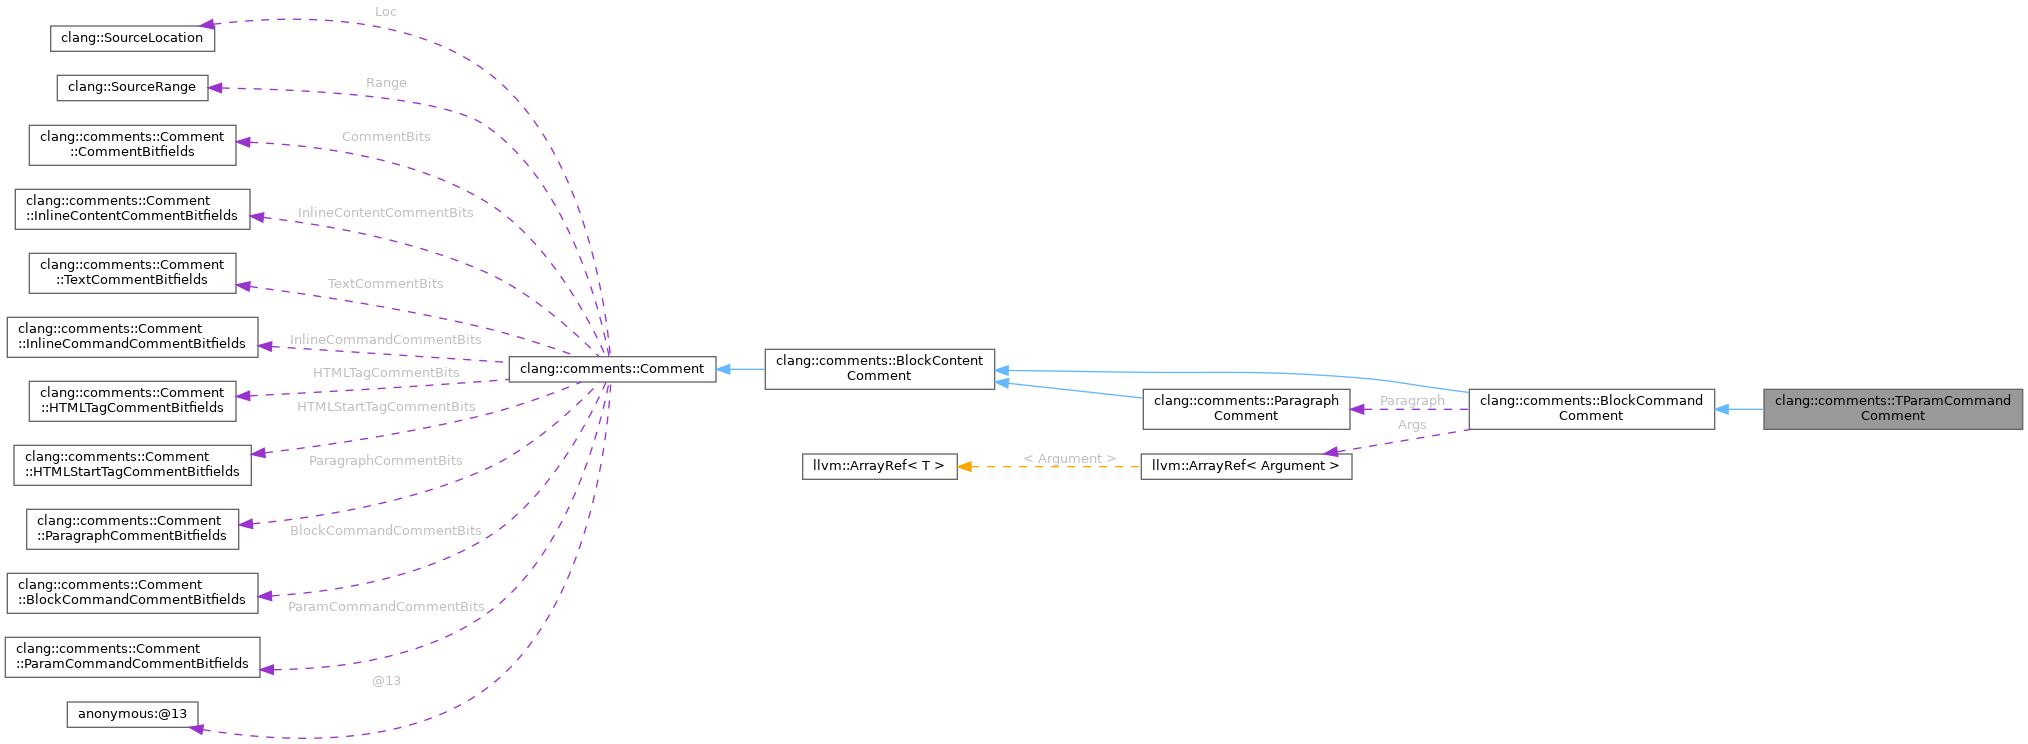 Loc
clang::SourceLocation
Range
clang::SourceRange
CommentBits
clang::comments::Comment
::CommentBitfields
InlineContentCommentBits
clang::comments::Comment
::InlineContentCommentBitfields
TextCommentBits
clang::comments::Comment
::TextCommentBitfields
InlineCommandCommentBits
clang::comments::Comment
::InlineCommandCommentBitfields
HTMLTagCommentBits
clang::comments::Comment
::HTMLTagCommentBitfields
HTMLStartTagCommentBits
clang::comments::Comment
::HTMLStartTagCommentBitfields
ParagraphCommentBits
clang::comments::Comment
::ParagraphCommentBitfields
BlockCommandCommentBits
clang::comments::Comment
::BlockCommandCommentBitfields
ParamCommandCommentBits
clang::comments::Comment
::ParamCommandCommentBitfields
@13
anonymous:@13
clang::comments::Comment
clang::comments::BlockContent
Comment
clang::comments::Paragraph
Comment
Paragraph
Args
llvm::ArrayRef< T >
< Argument >
llvm::ArrayRef< Argument >
clang::comments::BlockCommand
Comment
clang::comments::TParamCommand
Comment